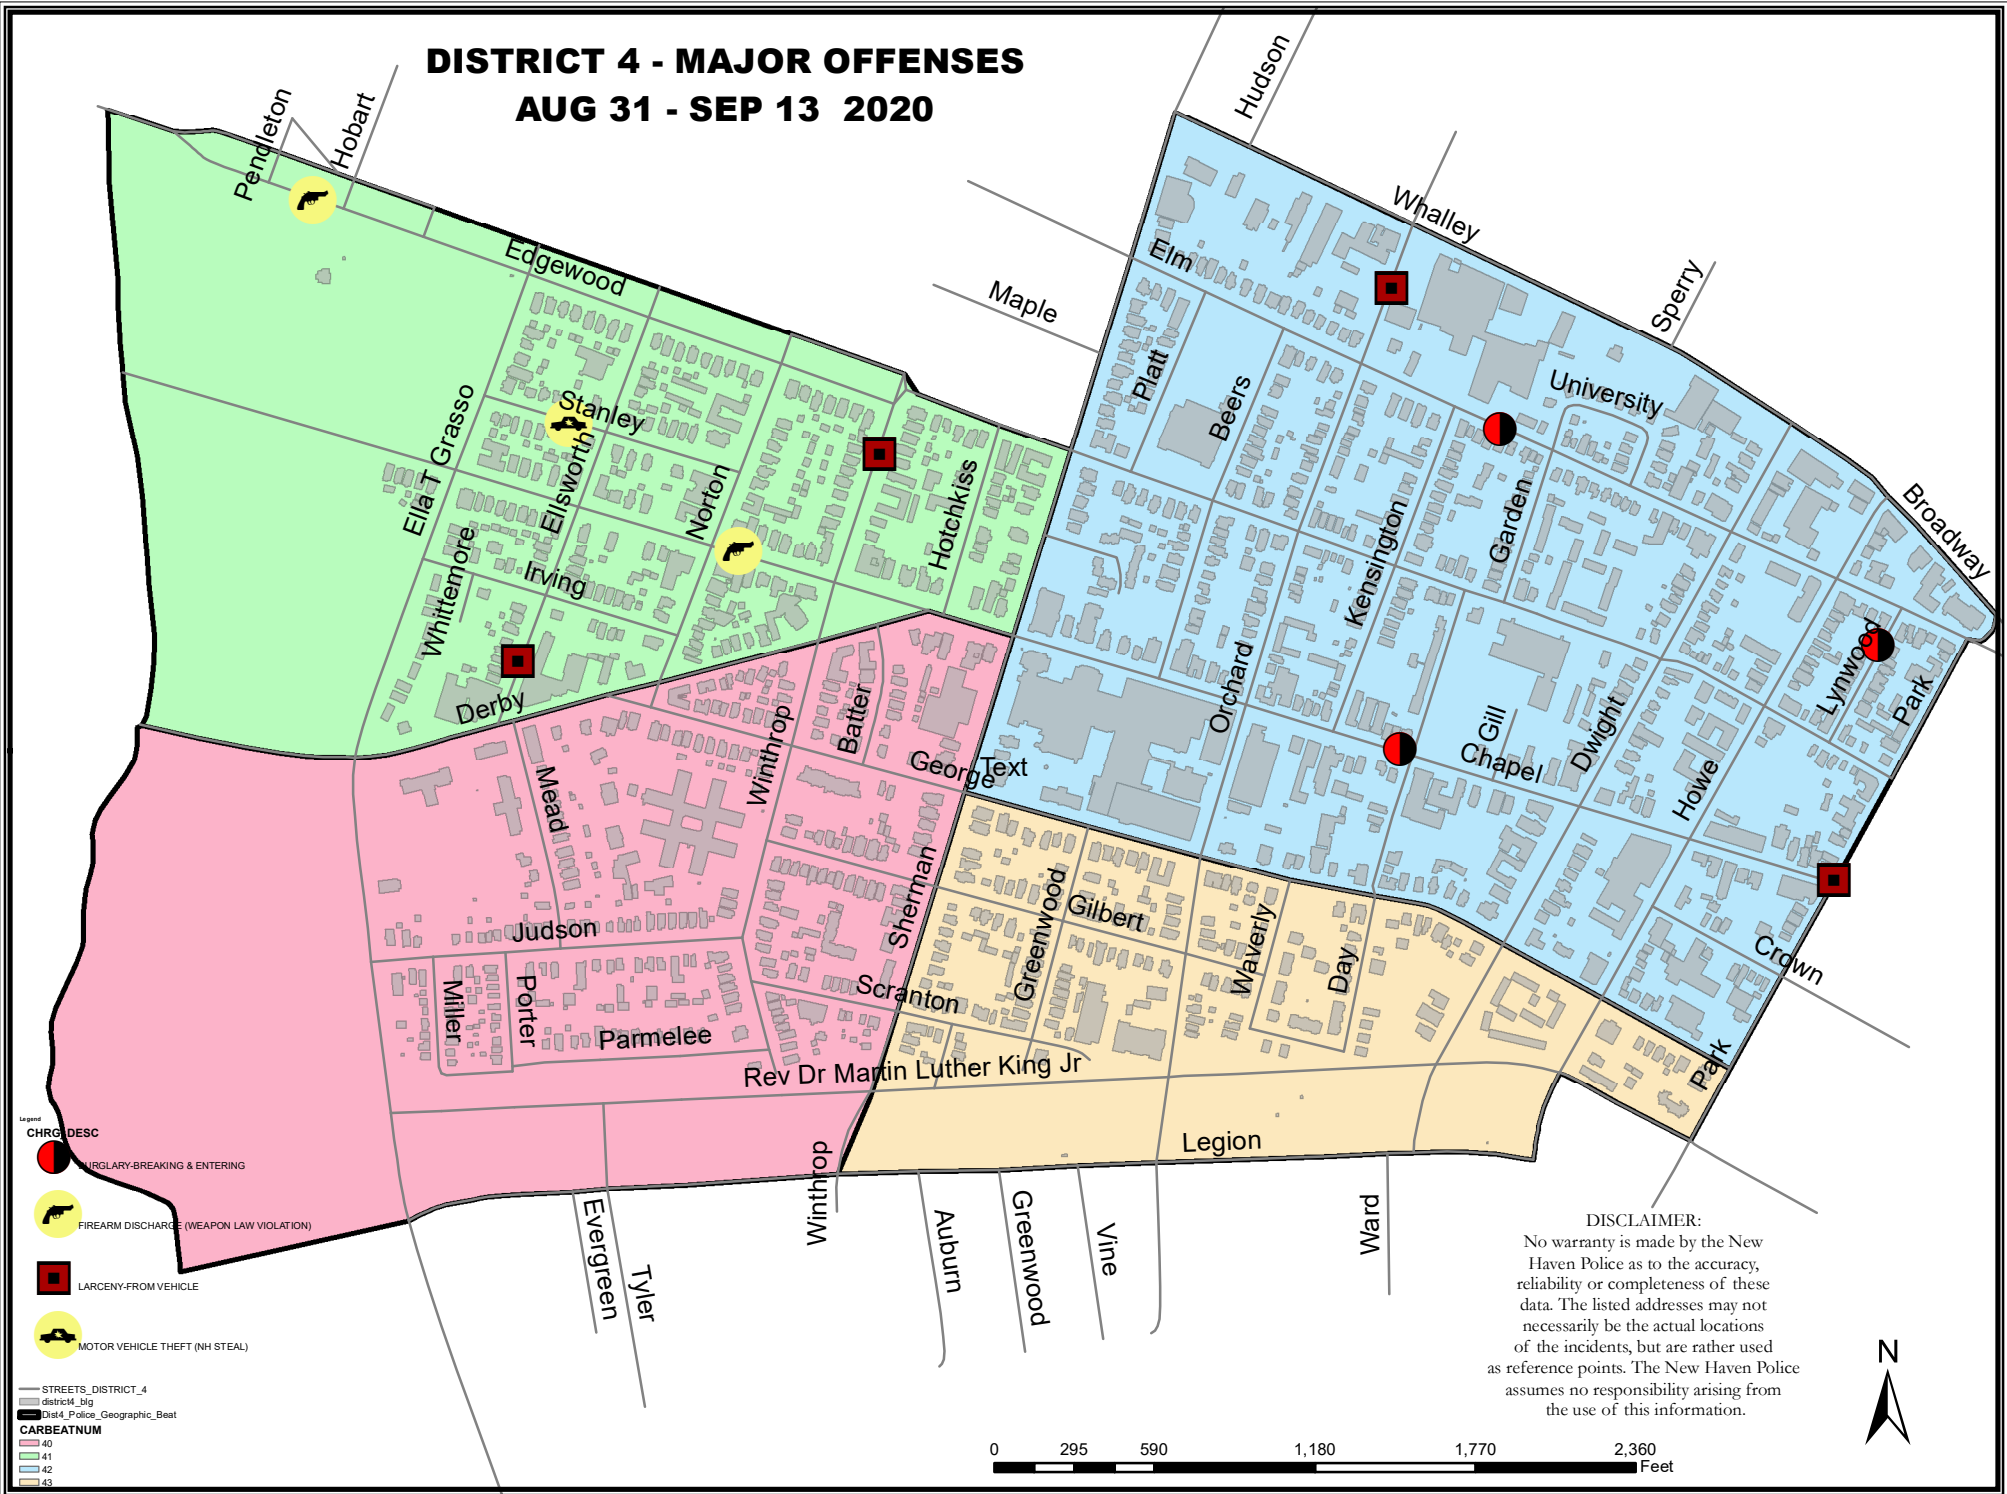 DISTRICT 4 - MAJOR OFFENSES
AUG 31 - SEP 13 2020
Pendleton
Hobart
Hudson
Edgewood
Whalley
Elm
Maple
Sperry
Platt
Beers
University
Stanley
Ella T Grasso
Ellsworth
Norton
Hotchkiss
Kensington
Garden
Broadway
Whittemore
Irving
Derby
Lynwood
Park
Orchard
Gill
Chapel
Dwight
Howe
Batter
Winthrop
George
Text
Mead
Sherman
Greenwood
Gilbert
Waverly
Day
Crown
Judson
Miller
Porter
Scranton
Parmelee
Rev Dr Martin Luther King Jr
Park
Legion
Winthrop
Evergreen
Tyler
Auburn
Greenwood
Vine
Ward
Legend
CHRG_DESC
BURGLARY-BREAKING & ENTERING
FIREARM DISCHARGE (WEAPON LAW VIOLATION)
LARCENY-FROM VEHICLE
MOTOR VEHICLE THEFT (NH STEAL)
STREETS_DISTRICT_4
district4_blg
Dist4_Police_Geographic_Beat
CARBEATNUM
40
41
42
43
DISCLAIMER:
No warranty is made by the New
Haven Police as to the accuracy,
reliability or completeness of these
data. The listed addresses may not
necessarily be the actual locations
of the incidents, but are rather used
as reference points. The New Haven Police
assumes no responsibility arising from
the use of this information.
N
0 295 590 1,180 1,770 2,360
Feet